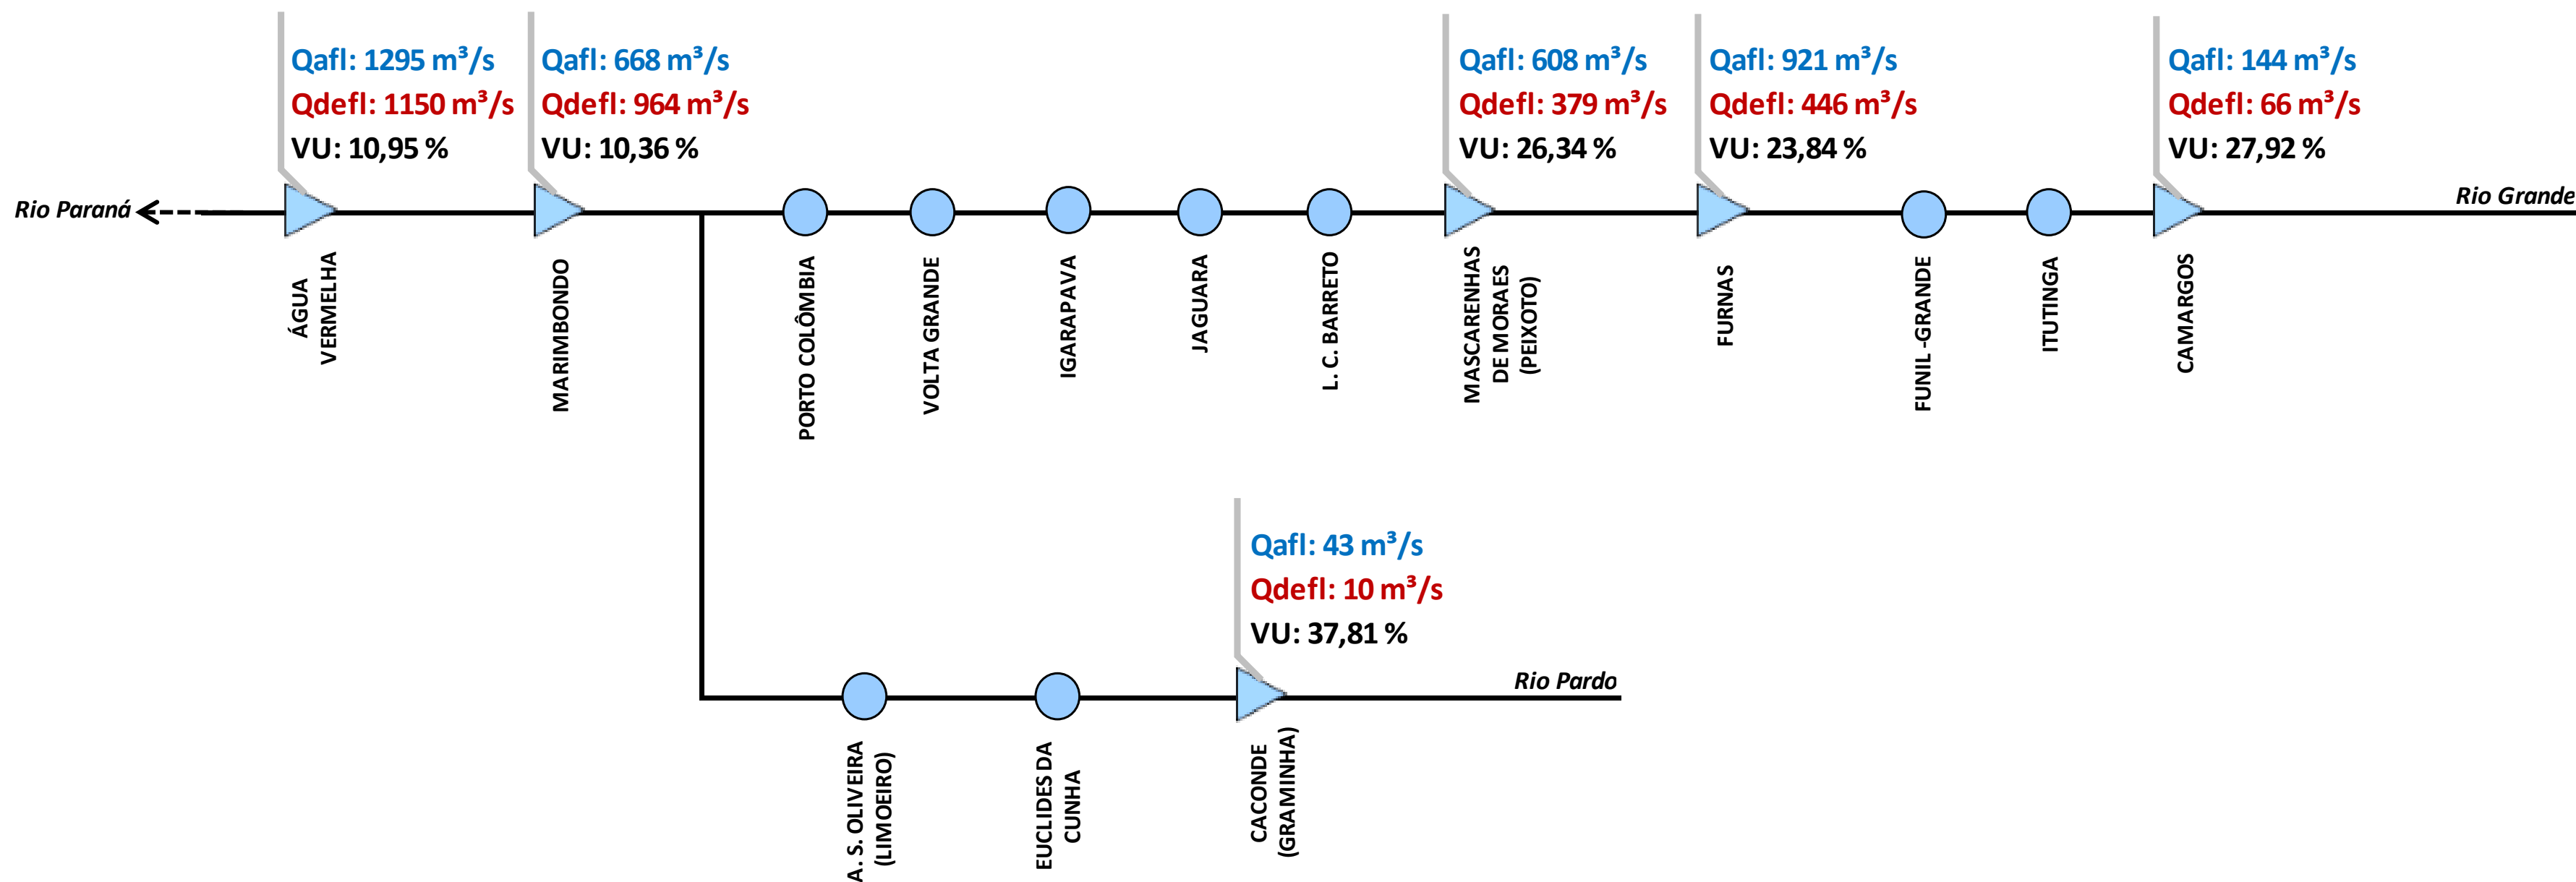 Qafl: 1295 m³/s
Qdefl: 1150 m³/s
VU: 10,95 %
Qafl: 668 m³/s
Qdefl: 964 m³/s
VU: 10,36 %
Qafl: 608 m³/s
Qdefl: 379 m³/s
VU: 26,34 %
Qafl: 921 m³/s
Qdefl: 446 m³/s
VU: 23,84 %
Qafl: 144 m³/s
Qdefl: 66 m³/s
VU: 27,92 %
Rio Paraná
Rio Grande
ÁGUA
VERMELHA
MARIMBONDO
PORTO COLÔMBIA
VOLTA GRANDE
IGARAPAVA
JAGUARA
L. C. BARRETO
MASCARENHAS
DE MORAES
(PEIXOTO)
FURNAS
FUNIL -GRANDE
ITUTINGA
CAMARGOS
Qafl: 43 m³/s
Qdefl: 10 m³/s
VU: 37,81 %
Rio Pardo
A. S. OLIVEIRA
(LIMOEIRO)
EUCLIDES DA
CUNHA
CACONDE
(GRAMINHA)